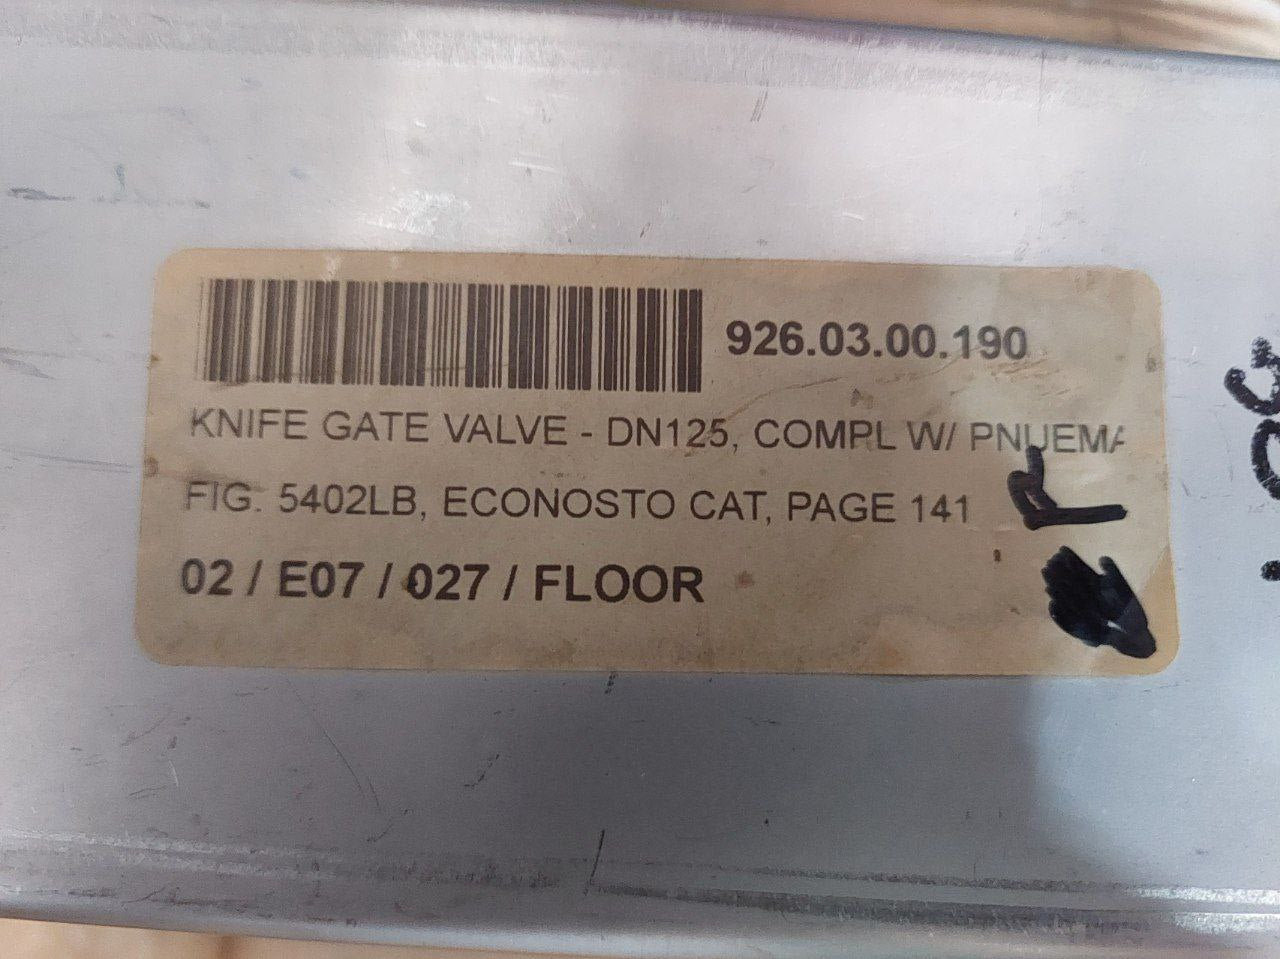 926.03.00.190
KNIFE GATE VALVE - DN125, COMPL W/ PNUEMA
FIG. 5402LB, ECONOSTO CAT, PAGE 141
02 / E07 / 027 / FLOOR